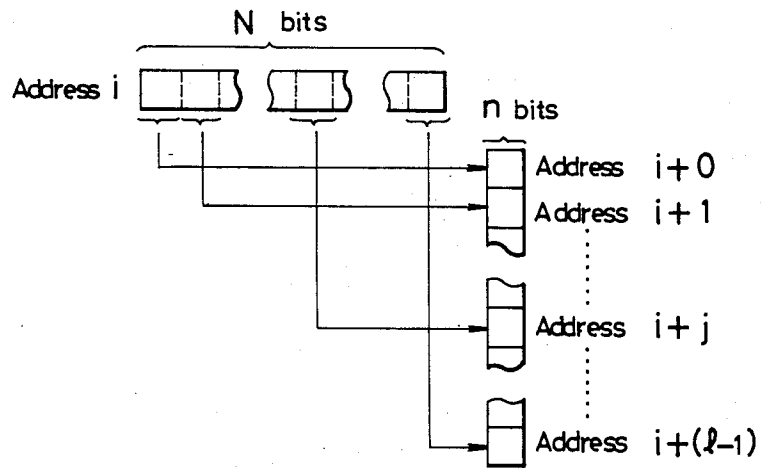 N bits
Address i
n bits
Address i+0
Address i+1
Address i+j
Address i+(ℓ-1)